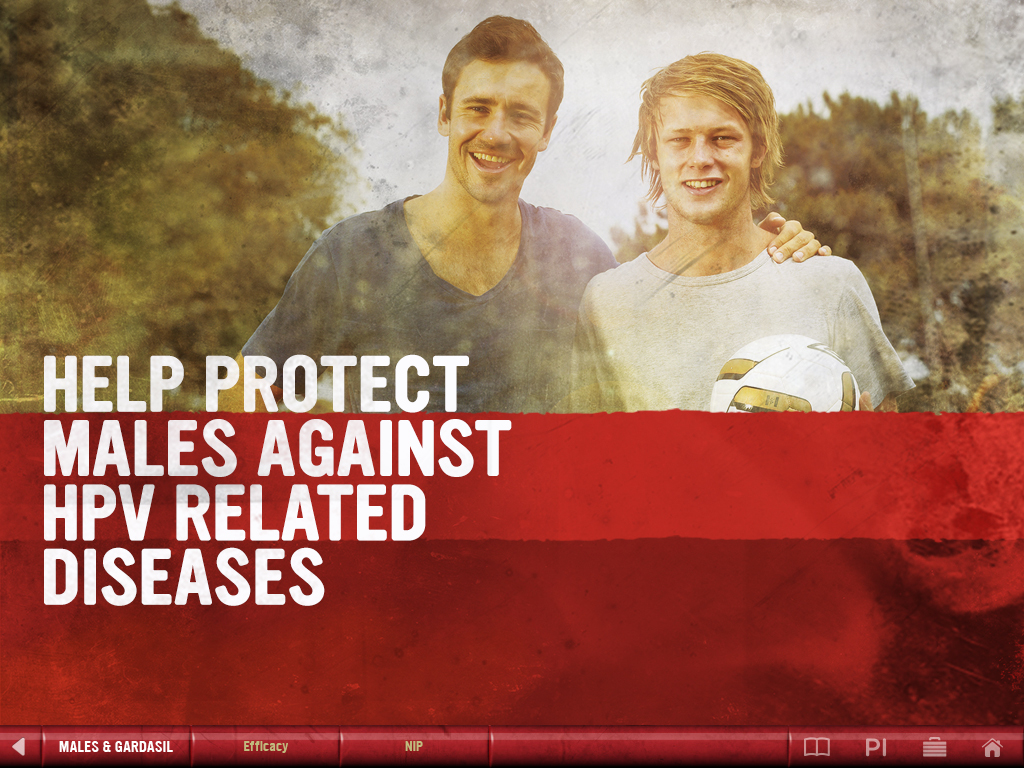 HELP PROTECT
MALES AGAINST
HPV RELATED
DISEASES
MALES & GARDASIL
Efficacy
NIP
PI